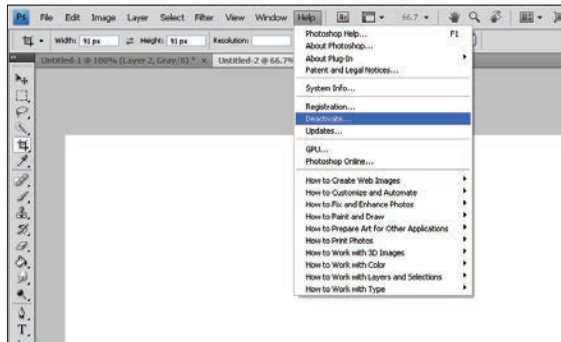 Ps File Edit Image Layer Select Filter View Window Help Br 66.7
Width: 91 px Height: 91 px Resolution:
Untitled-1 @ 100% (Layer 2, Gray/8) * × Untitled-2 @ 66.7%
Photoshop Help... F1
About Photoshop...
About Plug-In
Patent and Legal Notices...
System Info...
Registration...
Deactivate...
Updates...
GPU...
Photoshop Online...
How to Create Web Images
How to Customize and Automate
How to Fix and Enhance Photos
How to Paint and Draw
How to Prepare Art for Other Applications
How to Print Photos
How to Work with 3D Images
How to Work with Color
How to Work with Layers and Selections
How to Work with Type
T